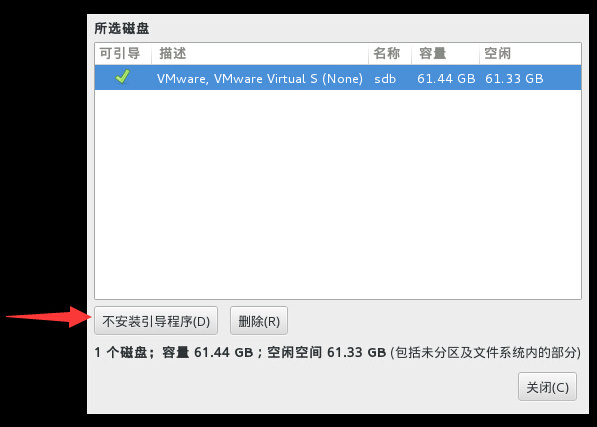 所选磁盘
可引导 描述 名称 容量 空闲
VMware, VMware Virtual S (None) sdb 61.44 GB 61.33 GB
不安装引导程序(D) 删除(R)
1 个磁盘；容量 61.44 GB；空闲空间 61.33 GB (包括未分区及文件系统内的部分)
关闭(C)